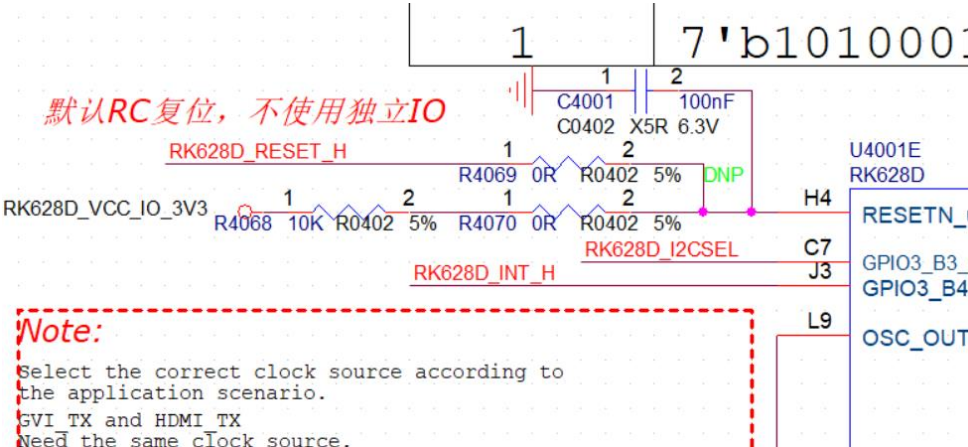 1 7'b1010001
1 2
C4001 100nF
C0402 X5R 6.3V
默认RC复位，不使用独立IO
RK628D_RESET_H 1 2
R4069 0R R0402 5% DNP
U4001E
RK628D
RK628D_VCC_IO_3V3 1 2 1 2 H4
R4068 10K R0402 5% R4070 0R R0402 5%
RESETN_
RK628D_I2CSEL C7 GPIO3_B3_
RK628D_INT_H J3 GPIO3_B4
L9 OSC_OUT
Note:
Select the correct clock source according to
the application scenario.
GVI_TX and HDMI_TX
Need the same clock source.